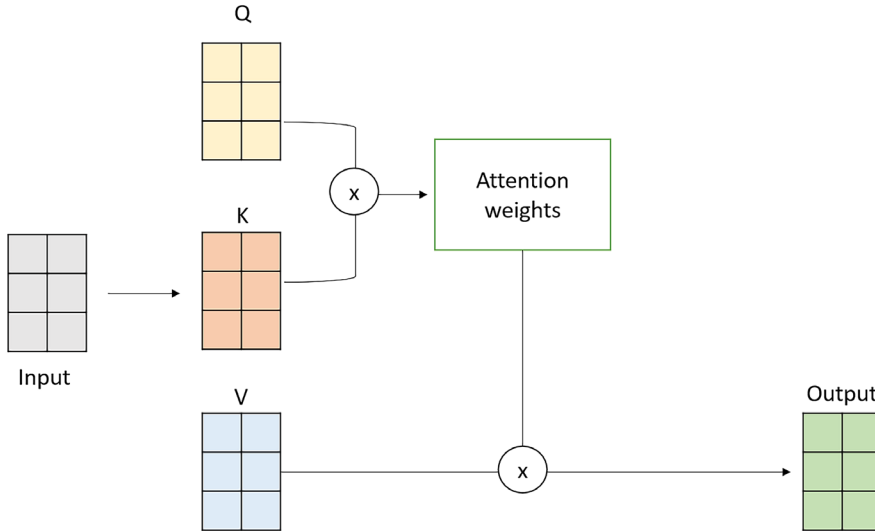 Q
x
Attention
weights
K
Input
V
Output
x